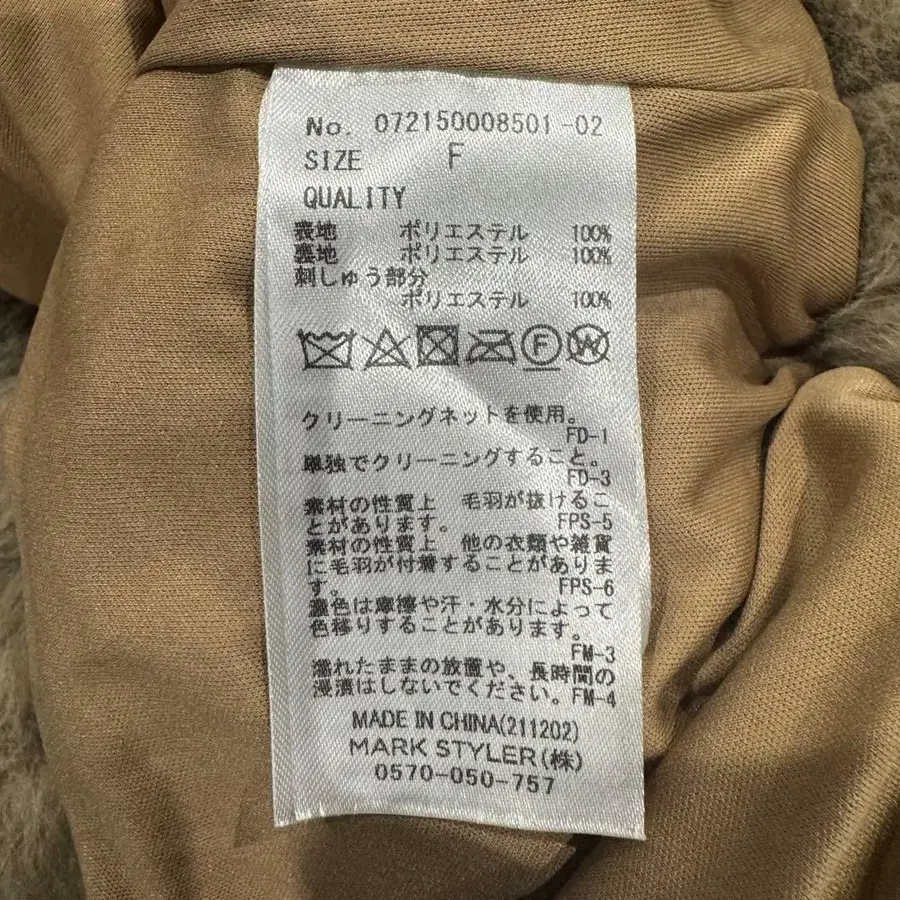 No. 072150008501-02
SIZE F
QUALITY
表地 ポリエステル 100%
裏地 ポリエステル 100%
刺しゅう部分
ポリエステル 100%
F W
クリーニングネットを使用。
FD-1
単独でクリーニングすること。
FD-3
素材の性質上 毛羽が抜けるこ
とがあります。 FPS-5
素材の性質上 他の衣類や雑貨
に毛羽が付着することがありま
す。 FPS-6
濃色は摩擦や汗・水分によって
色移りすることがあります。
FM-3
濡れたままの放置や、長時間の
浸漬はしないでください。FM-4
MADE IN CHINA(211202)
MARK STYLER(株)
0570-050-757